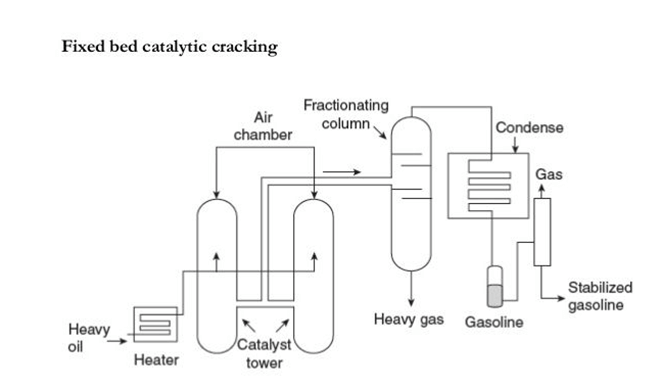 Fixed bed catalytic cracking
Fractionating
column
Air
chamber
Condense
Gas
Stabilized
gasoline
Heavy gas
Gasoline
Heavy
oil
Heater
Catalyst
tower